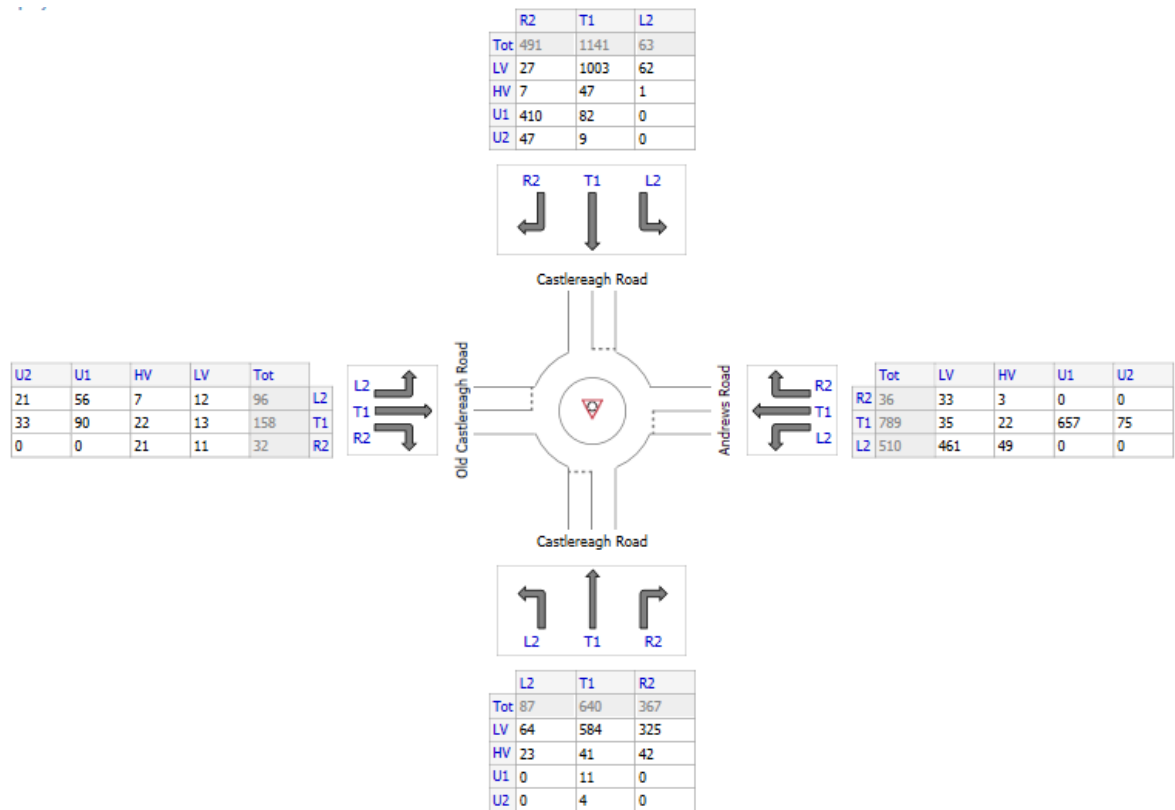 R2 T1 L2
Tot 491 1141 63
LV 27 1003 62
HV 7 47 1
U1 410 82 0
U2 47 9 0
R2 T1 L2
Castlereagh Road
U2 U1 HV LV Tot
21 56 7 12 96 L2
33 90 22 13 158 T1
0 0 21 11 32 R2
L2
T1
R2
Old Castlereagh Road
Andrews Road
R2
T1
L2
Tot LV HV U1 U2
R2 36 33 3 0 0
T1 789 35 22 657 75
L2 510 461 49 0 0
Castlereagh Road
L2 T1 R2
L2 T1 R2
Tot 87 640 367
LV 64 584 325
HV 23 41 42
U1 0 11 0
U2 0 4 0